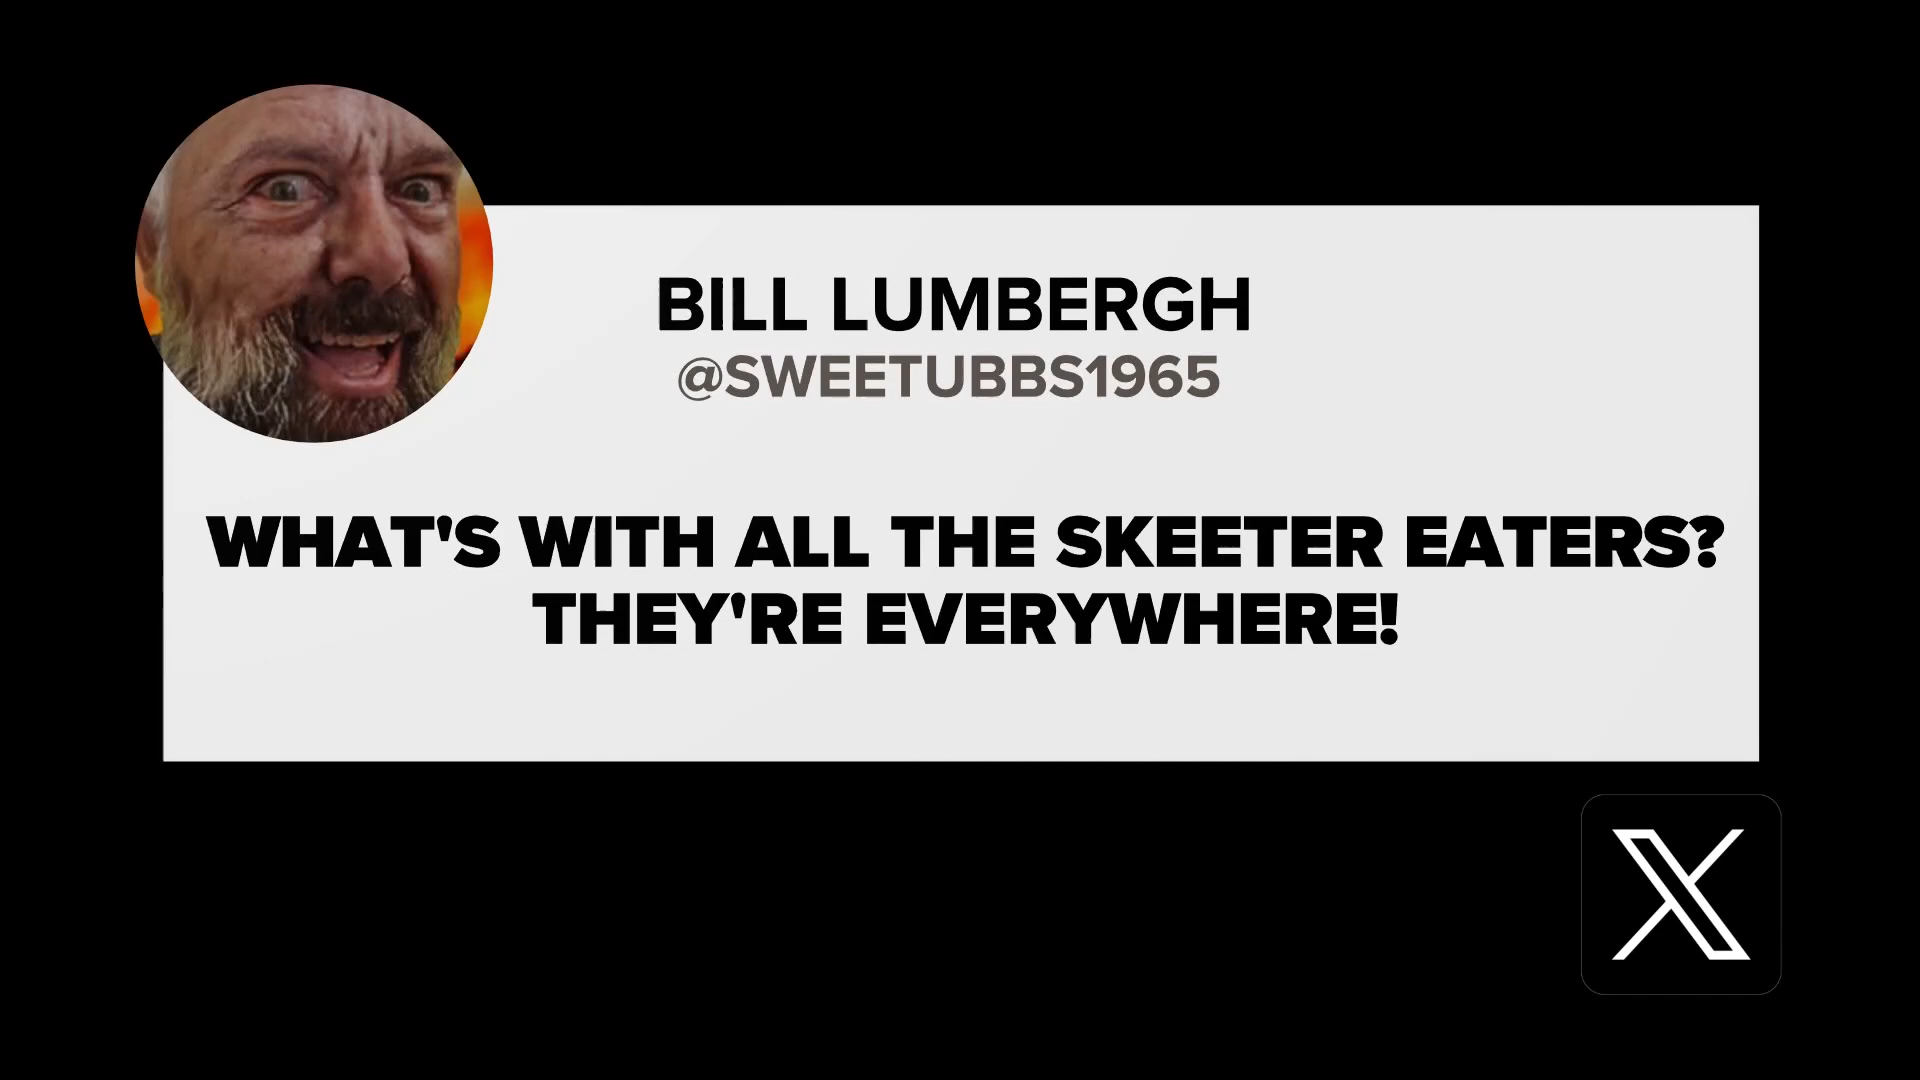 BILL LUMBERGH
@SWEETUBBS1965
WHAT'S WITH ALL THE SKEETER EATERS?
THEY'RE EVERYWHERE!